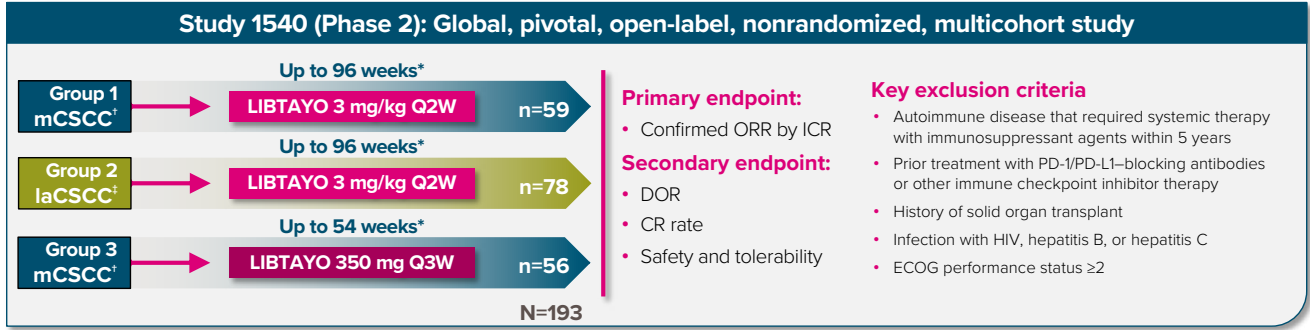 Study 1540 (Phase 2): Global, pivotal, open-label, nonrandomized, multicohort study
Group 1
mCSCC†
Up to 96 weeks*
LIBTAYO 3 mg/kg Q2W
n=59
Group 2
laCSCC‡
Up to 96 weeks*
LIBTAYO 3 mg/kg Q2W
n=78
Group 3
mCSCC†
Up to 54 weeks*
LIBTAYO 350 mg Q3W
n=56
N=193
Primary endpoint:
• Confirmed ORR by ICR
Secondary endpoint:
• DOR
• CR rate
• Safety and tolerability
Key exclusion criteria
• Autoimmune disease that required systemic therapy
with immunosuppressant agents within 5 years
• Prior treatment with PD-1/PD-L1–blocking antibodies
or other immune checkpoint inhibitor therapy
• History of solid organ transplant
• Infection with HIV, hepatitis B, or hepatitis C
• ECOG performance status ≥2